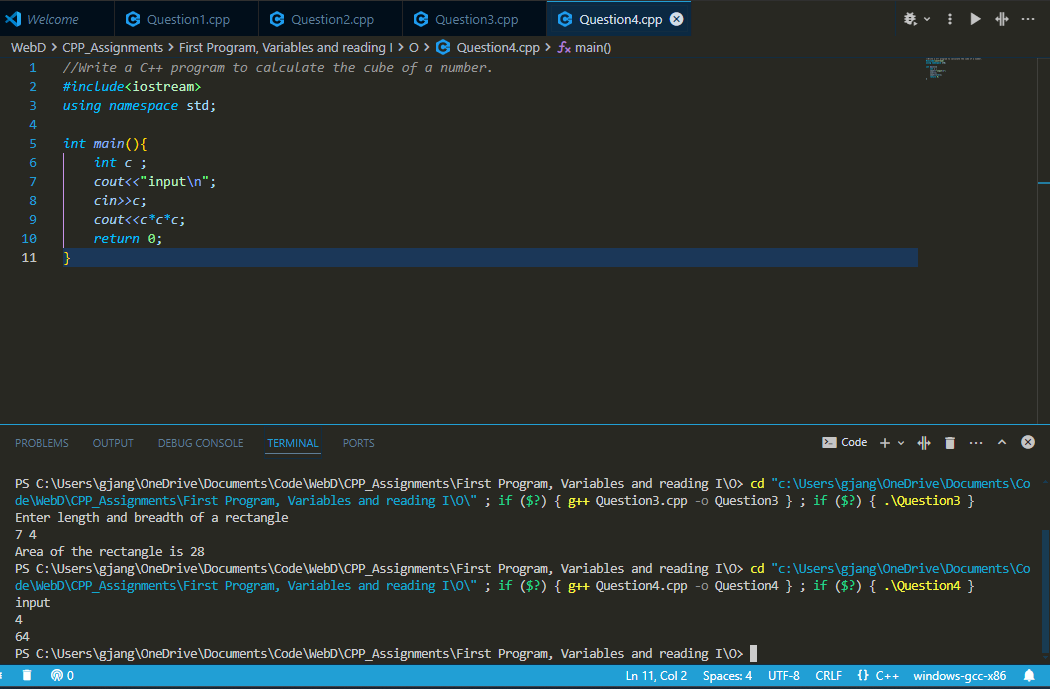 Welcome Question1.cpp Question2.cpp Question3.cpp Question4.cpp
WebD > CPP_Assignments > First Program, Variables and reading I > O > Question4.cpp > main()
1 //Write a C++ program to calculate the cube of a number.
2 #include<iostream>
3 using namespace std;
4
5 int main(){
6 int c ;
7 cout<<"input\n";
8 cin>>c;
9 cout<<c*c*c;
10 return 0;
11 }
PROBLEMS OUTPUT DEBUG CONSOLE TERMINAL PORTS Code
PS C:\Users\gjang\OneDrive\Documents\Code\WebD\CPP_Assignments\First Program, Variables and reading I\O> cd "c:\Users\gjang\OneDrive\Documents\Co
de\WebD\CPP_Assignments\First Program, Variables and reading I\O\" ; if ($?) { g++ Question3.cpp -o Question3 } ; if ($?) { .\Question3 }
Enter length and breadth of a rectangle
7 4
Area of the rectangle is 28
PS C:\Users\gjang\OneDrive\Documents\Code\WebD\CPP_Assignments\First Program, Variables and reading I\O> cd "c:\Users\gjang\OneDrive\Documents\Co
de\WebD\CPP_Assignments\First Program, Variables and reading I\O\" ; if ($?) { g++ Question4.cpp -o Question4 } ; if ($?) { .\Question4 }
input
4
64
PS C:\Users\gjang\OneDrive\Documents\Code\WebD\CPP_Assignments\First Program, Variables and reading I\O>
0 Ln 11, Col 2 Spaces: 4 UTF-8 CRLF {} C++ windows-gcc-x86